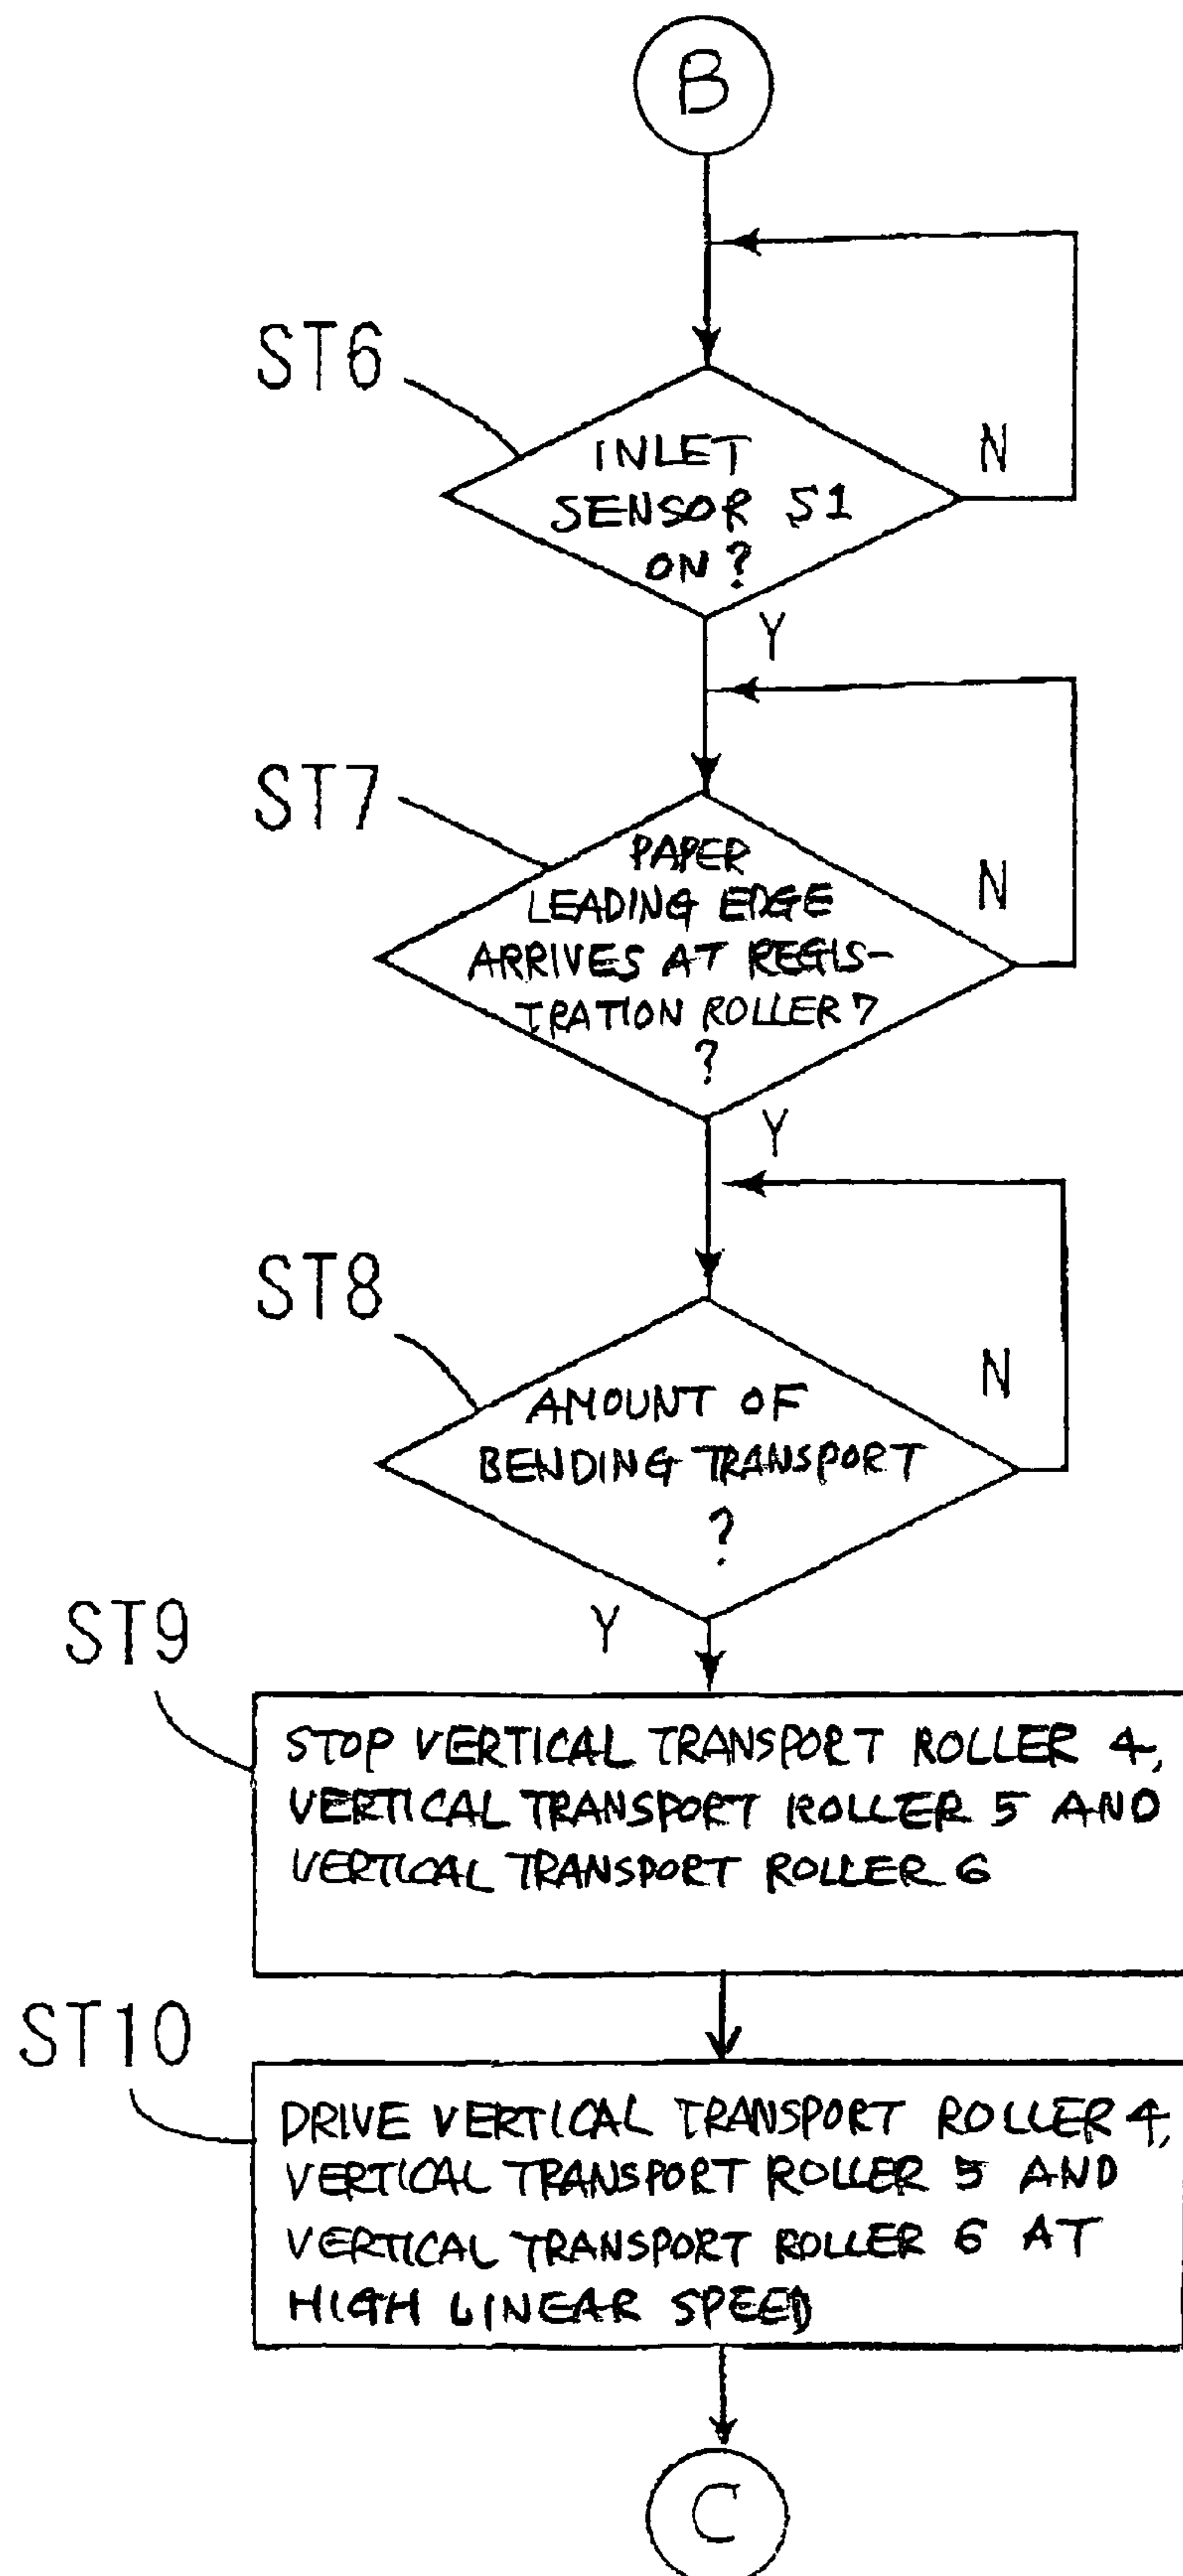 B
ST6
INLET
SENSOR S1
ON?
N
Y
ST7
PAPER
LEADING EDGE
ARRIVES AT REGIS-
TRATION ROLLER 7
?
N
Y
ST8
AMOUNT OF
BENDING TRANSPORT
?
N
Y
ST9
STOP VERTICAL TRANSPORT ROLLER 4,
VERTICAL TRANSPORT ROLLER 5 AND
VERTICAL TRANSPORT ROLLER 6
ST10
DRIVE VERTICAL TRANSPORT ROLLER 4,
VERTICAL TRANSPORT ROLLER 5 AND
VERTICAL TRANSPORT ROLLER 6 AT
HIGH LINEAR SPEED
C